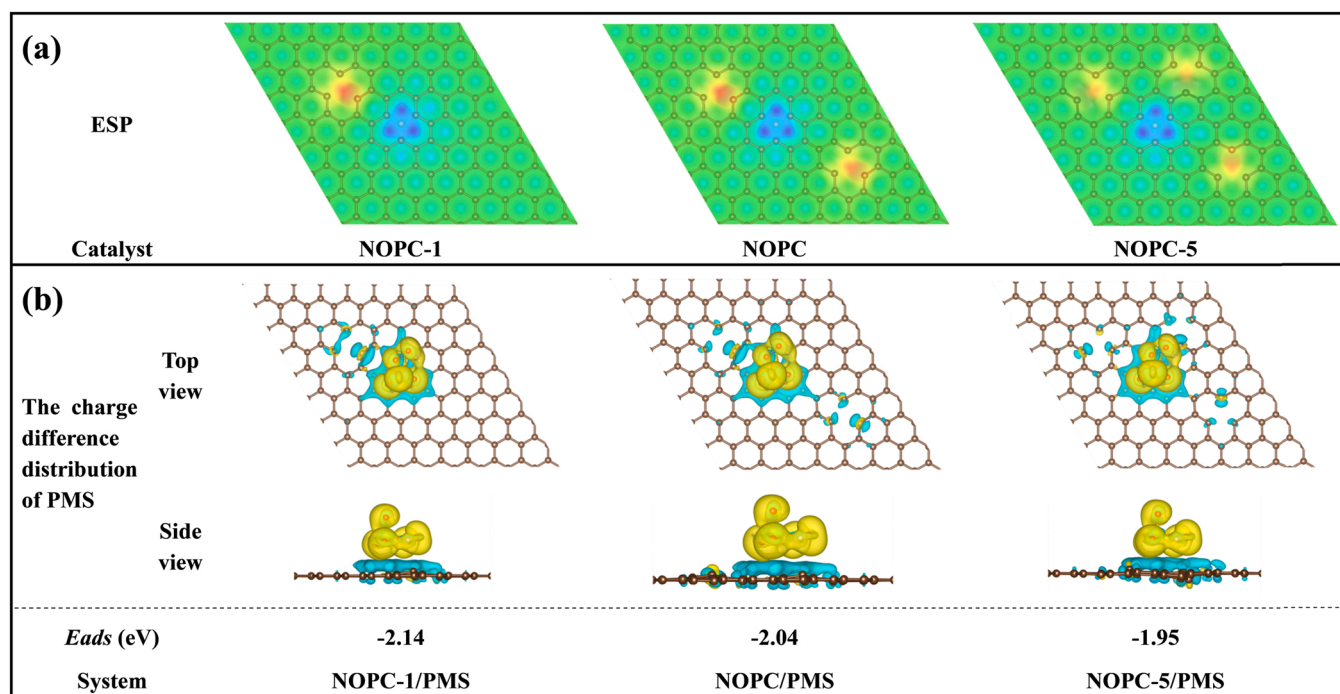 (a)
ESP
Catalyst NOPC-1 NOPC NOPC-5
(b)
Top
view
The charge
difference
distribution
of PMS
Side
view
Eads (eV) -2.14 -2.04 -1.95
System NOPC-1/PMS NOPC/PMS NOPC-5/PMS